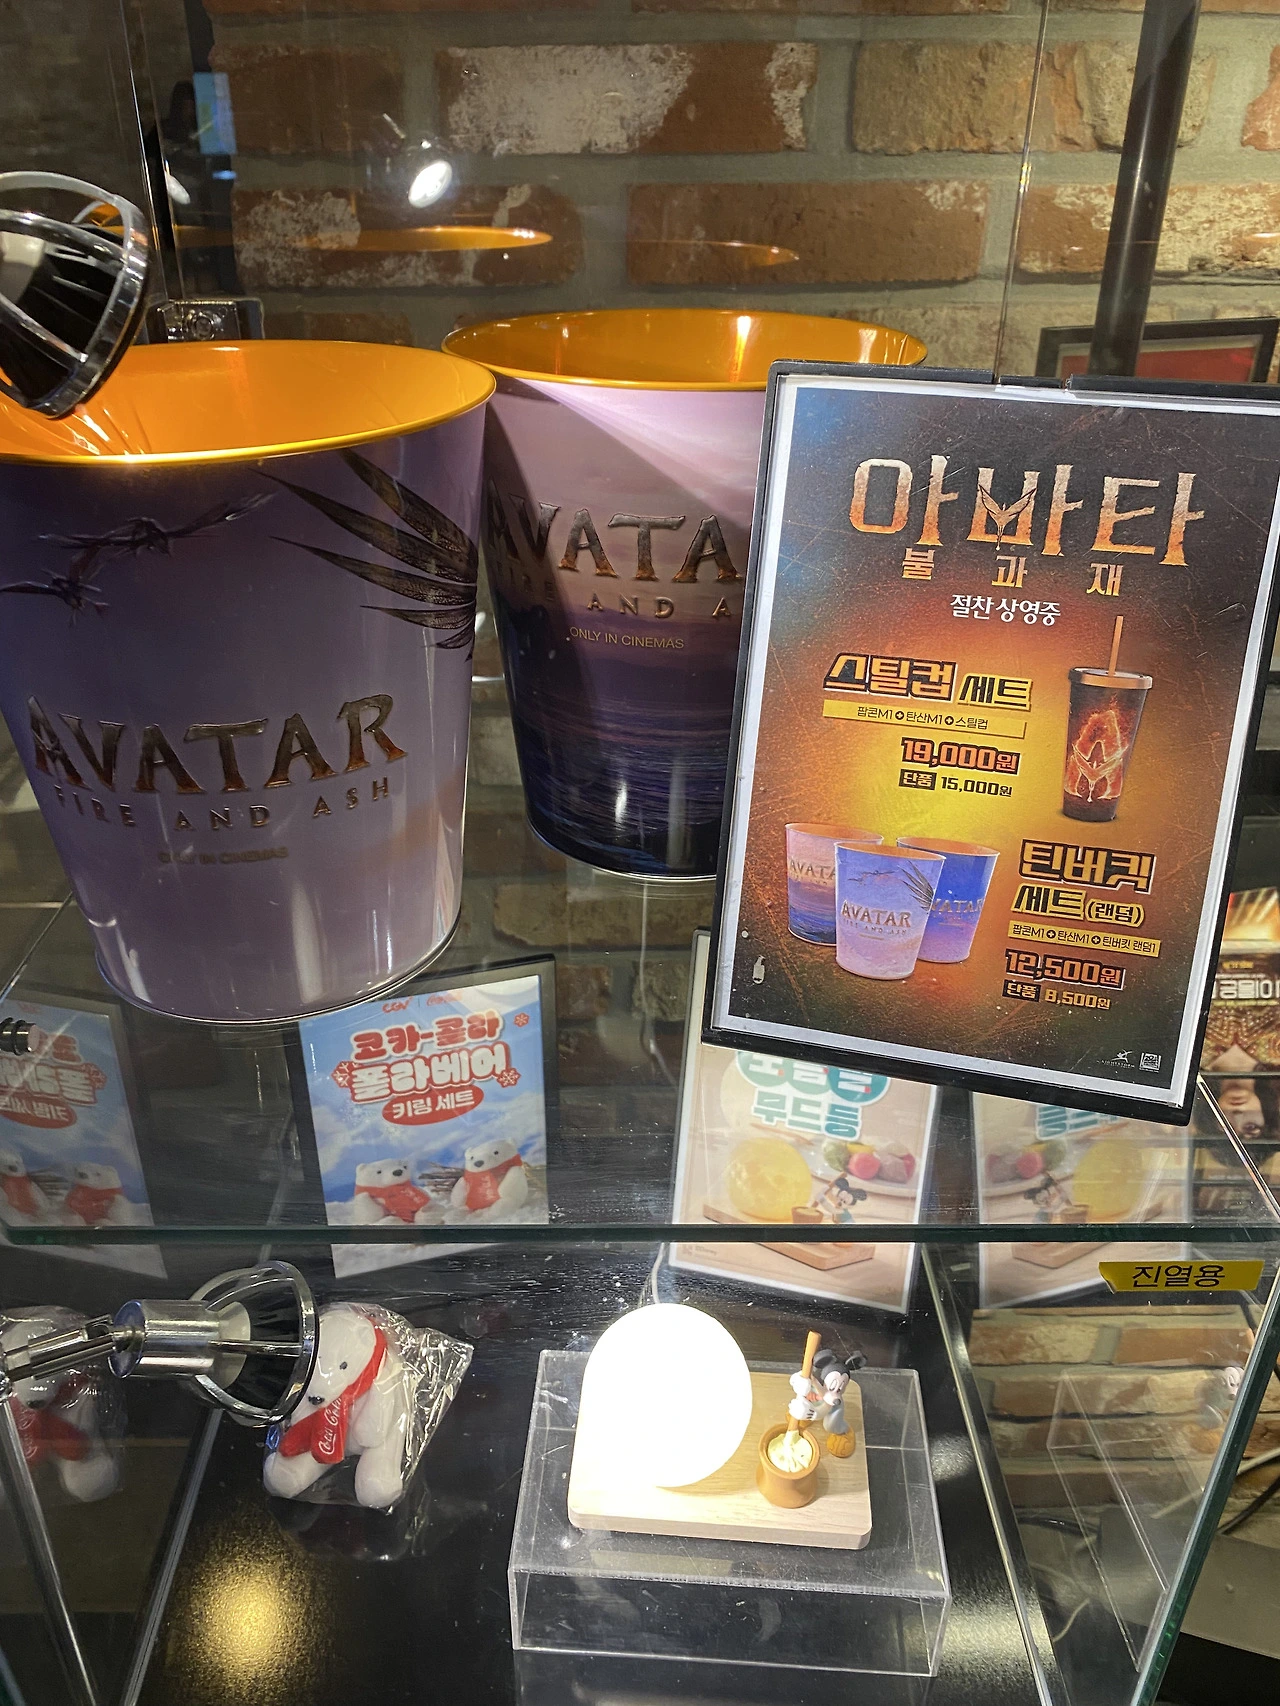 AVATAR
FIRE AND ASH
ONLY IN CINEMAS
AVATA
AND A
ONLY IN CINEMAS
아바타
불 과 재
절찬 상영중
스틸컵 세트
팝콘M1+탄산M1+스틸컵
19,000원
단품 15,000원
AVATAR
FIRE AND ASH
틴버킷
세트(랜덤)
팝콘M1+탄산M1+틴버킷 랜덤1
12,500원
단품 8,500원
CGV
코카-콜라
폴라베어
키링 세트
무드등
진열용
Coca-Cola